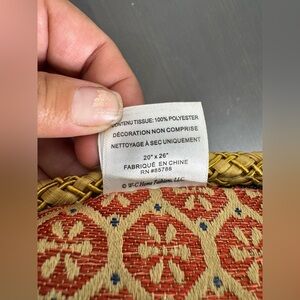 CONTENU TISSUE: 100% POLYESTER
DÉCORATION NON COMPRISE
NETTOYAGE À SEC UNIQUEMENT
20" x 26"
FABRIQUÉ EN CHINE
RN #85786
© W-C Home Fashions, LLC